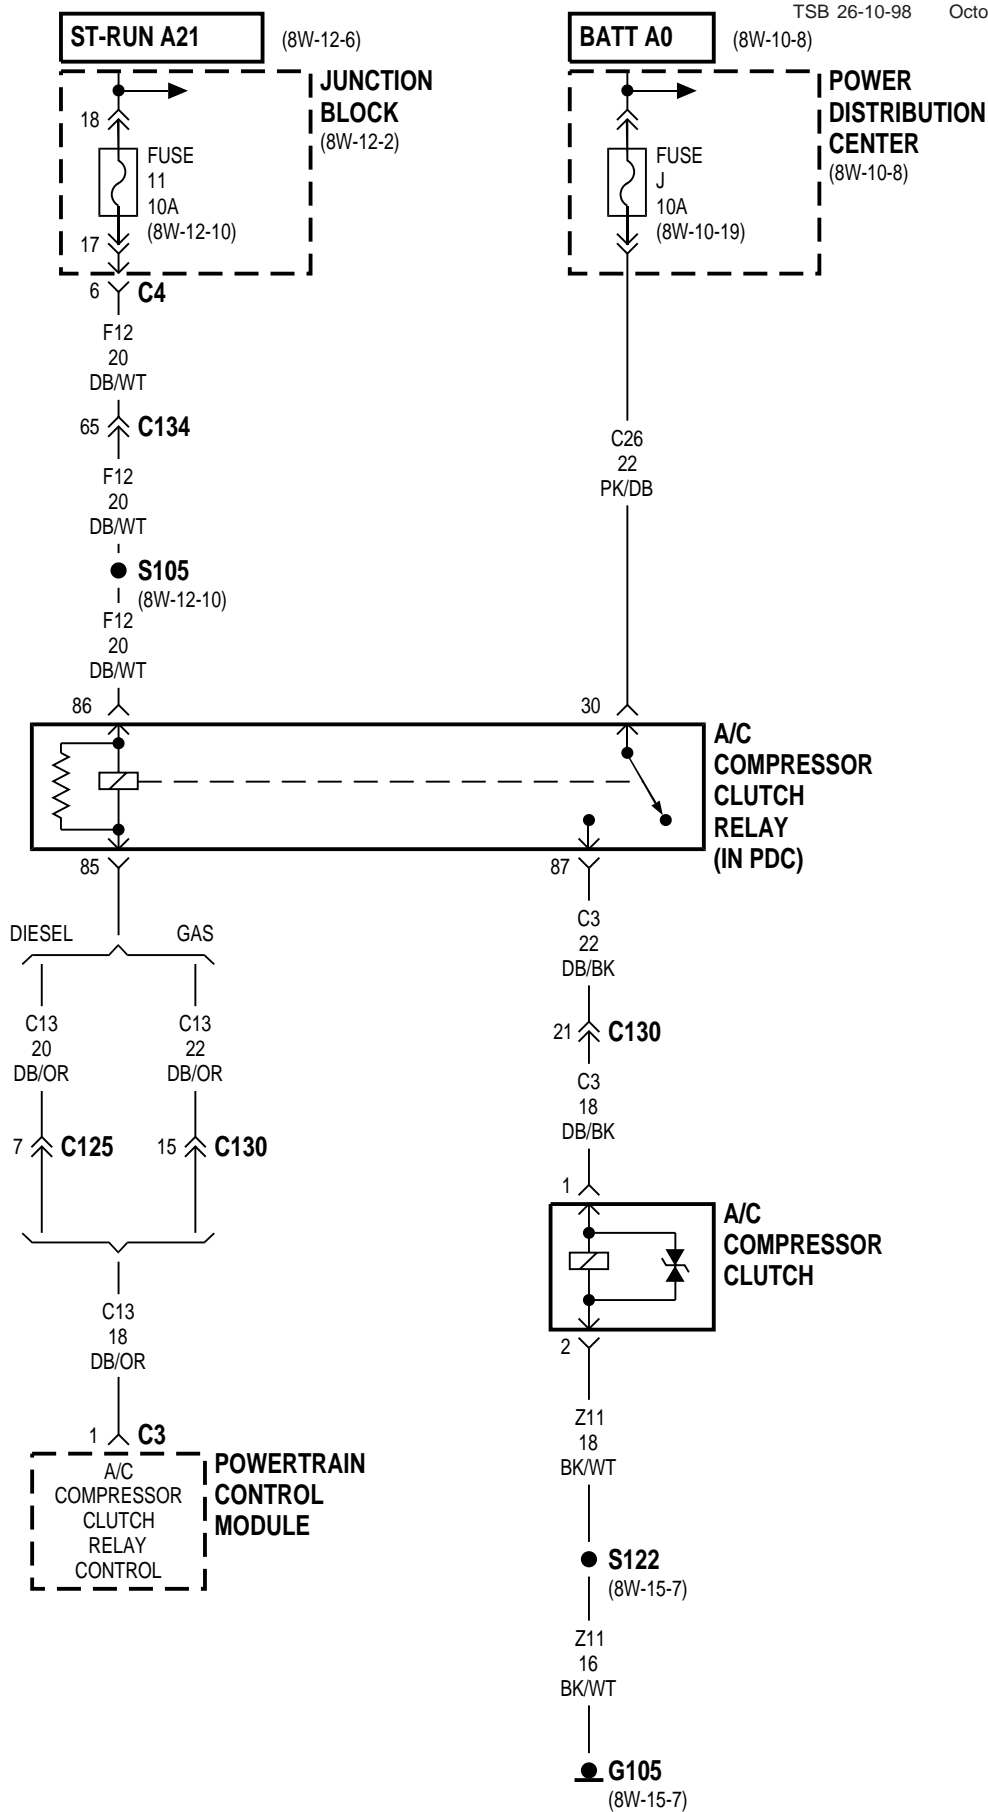 TSB 26-10-98 Octo
ST-RUN A21
(8W-12-6)
BATT A0
(8W-10-8)
JUNCTION
BLOCK
(8W-12-2)
18
FUSE
11
10A
(8W-12-10)
17
POWER
DISTRIBUTION
CENTER
(8W-10-8)
FUSE
J
10A
(8W-10-19)
6 C4
F12
20
DB/WT
65 C134
F12
20
DB/WT
S105
(8W-12-10)
F12
20
DB/WT
86
C26
22
PK/DB
30
A/C
COMPRESSOR
CLUTCH
RELAY
(IN PDC)
85
87
DIESEL
GAS
C13
20
DB/OR
C13
22
DB/OR
7 C125
15 C130
C13
18
DB/OR
1 C3
A/C
COMPRESSOR
CLUTCH
RELAY
CONTROL
POWERTRAIN
CONTROL
MODULE
C3
22
DB/BK
21 C130
C3
18
DB/BK
1
A/C
COMPRESSOR
CLUTCH
2
Z11
18
BK/WT
S122
(8W-15-7)
Z11
16
BK/WT
G105
(8W-15-7)